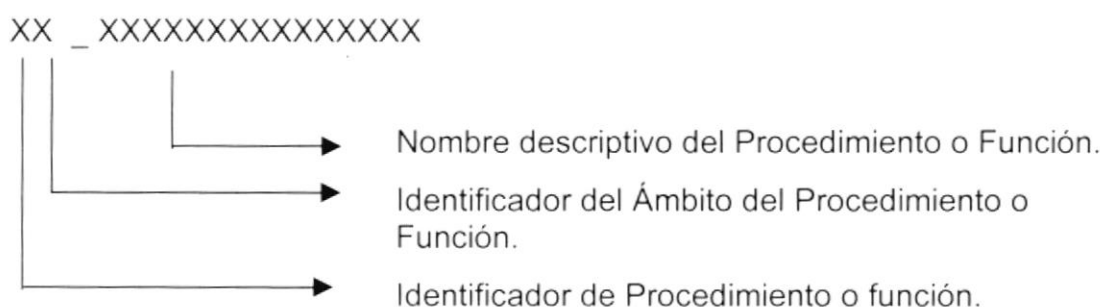 XX _ XXXXXXXXXXXXXXX
Nombre descriptivo del Procedimiento o Función.
Identificador del Ámbito del Procedimiento o
Función.
Identificador de Procedimiento o función.